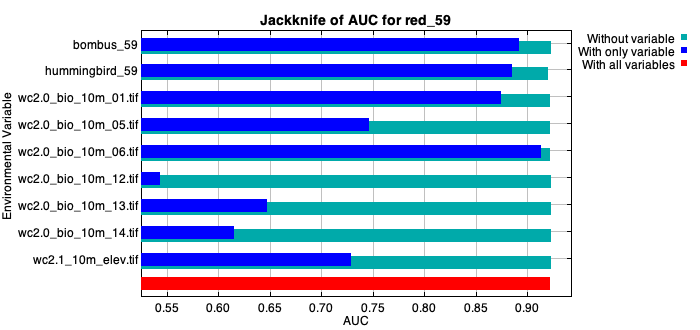 Jackknife of AUC for red_59
Without variable
With only variable
With all variables
Environmental Variable
bombus_59
hummingbird_59
wc2.0_bio_10m_01.tif
wc2.0_bio_10m_05.tif
wc2.0_bio_10m_06.tif
wc2.0_bio_10m_12.tif
wc2.0_bio_10m_13.tif
wc2.0_bio_10m_14.tif
wc2.1_10m_elev.tif
0.55 0.60 0.65 0.70 0.75 0.80 0.85 0.90
AUC